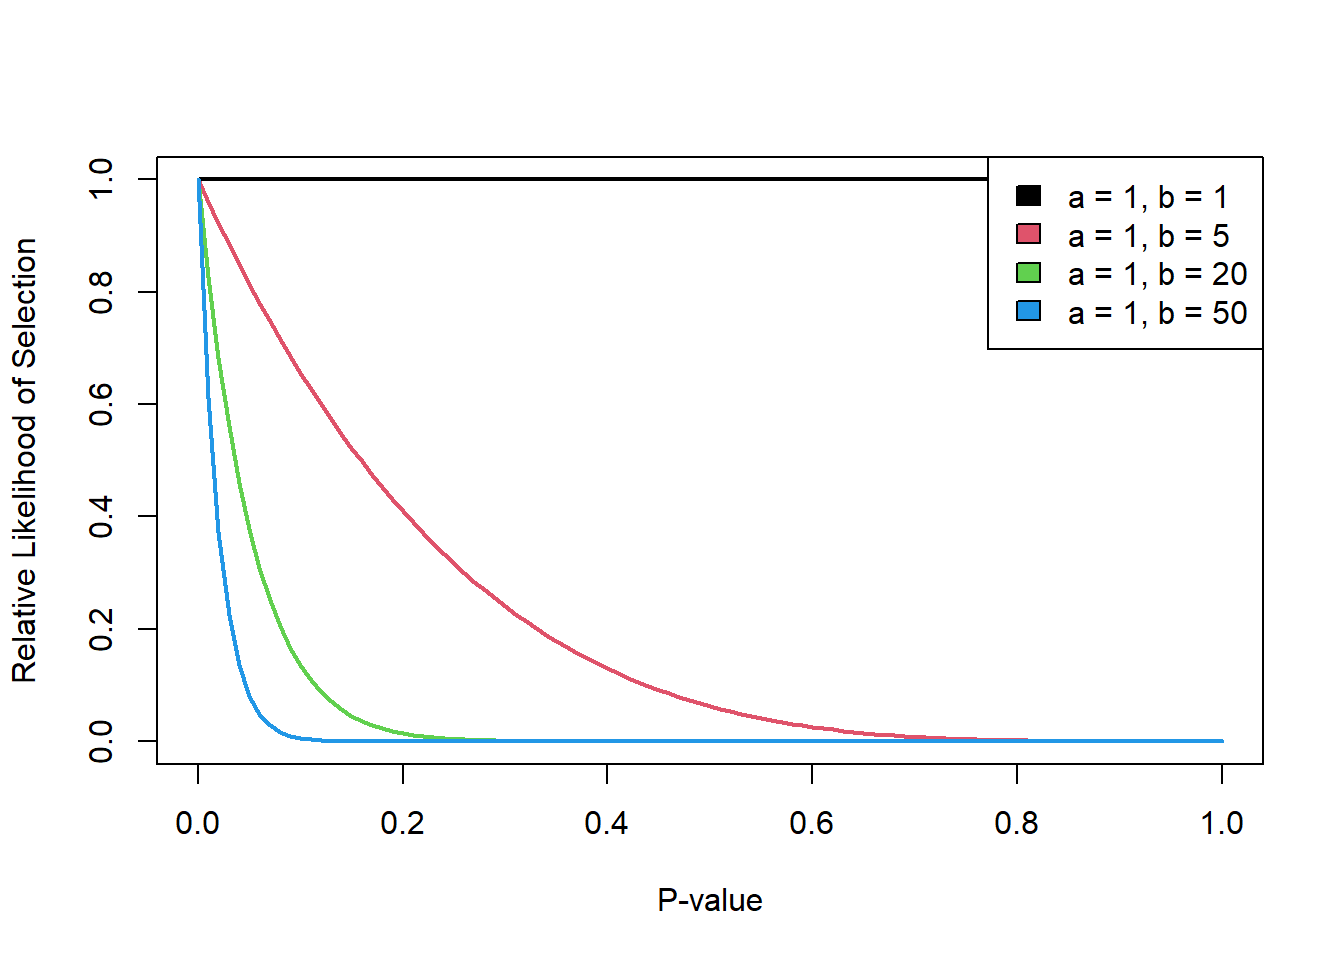 a = 1, b = 1
a = 1, b = 5
a = 1, b = 20
a = 1, b = 50
Relative Likelihood of Selection
1.0
0.8
0.6
0.4
0.2
0.0
0.0 0.2 0.4 0.6 0.8 1.0
P-value